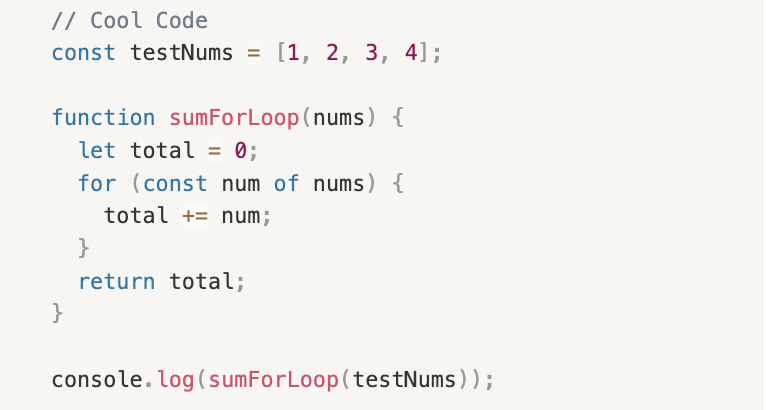 // Cool Code
const testNums = [1, 2, 3, 4];

function sumForLoop(nums) {
  let total = 0;
  for (const num of nums) {
    total += num;
  }
  return total;
}

console.log(sumForLoop(testNums));